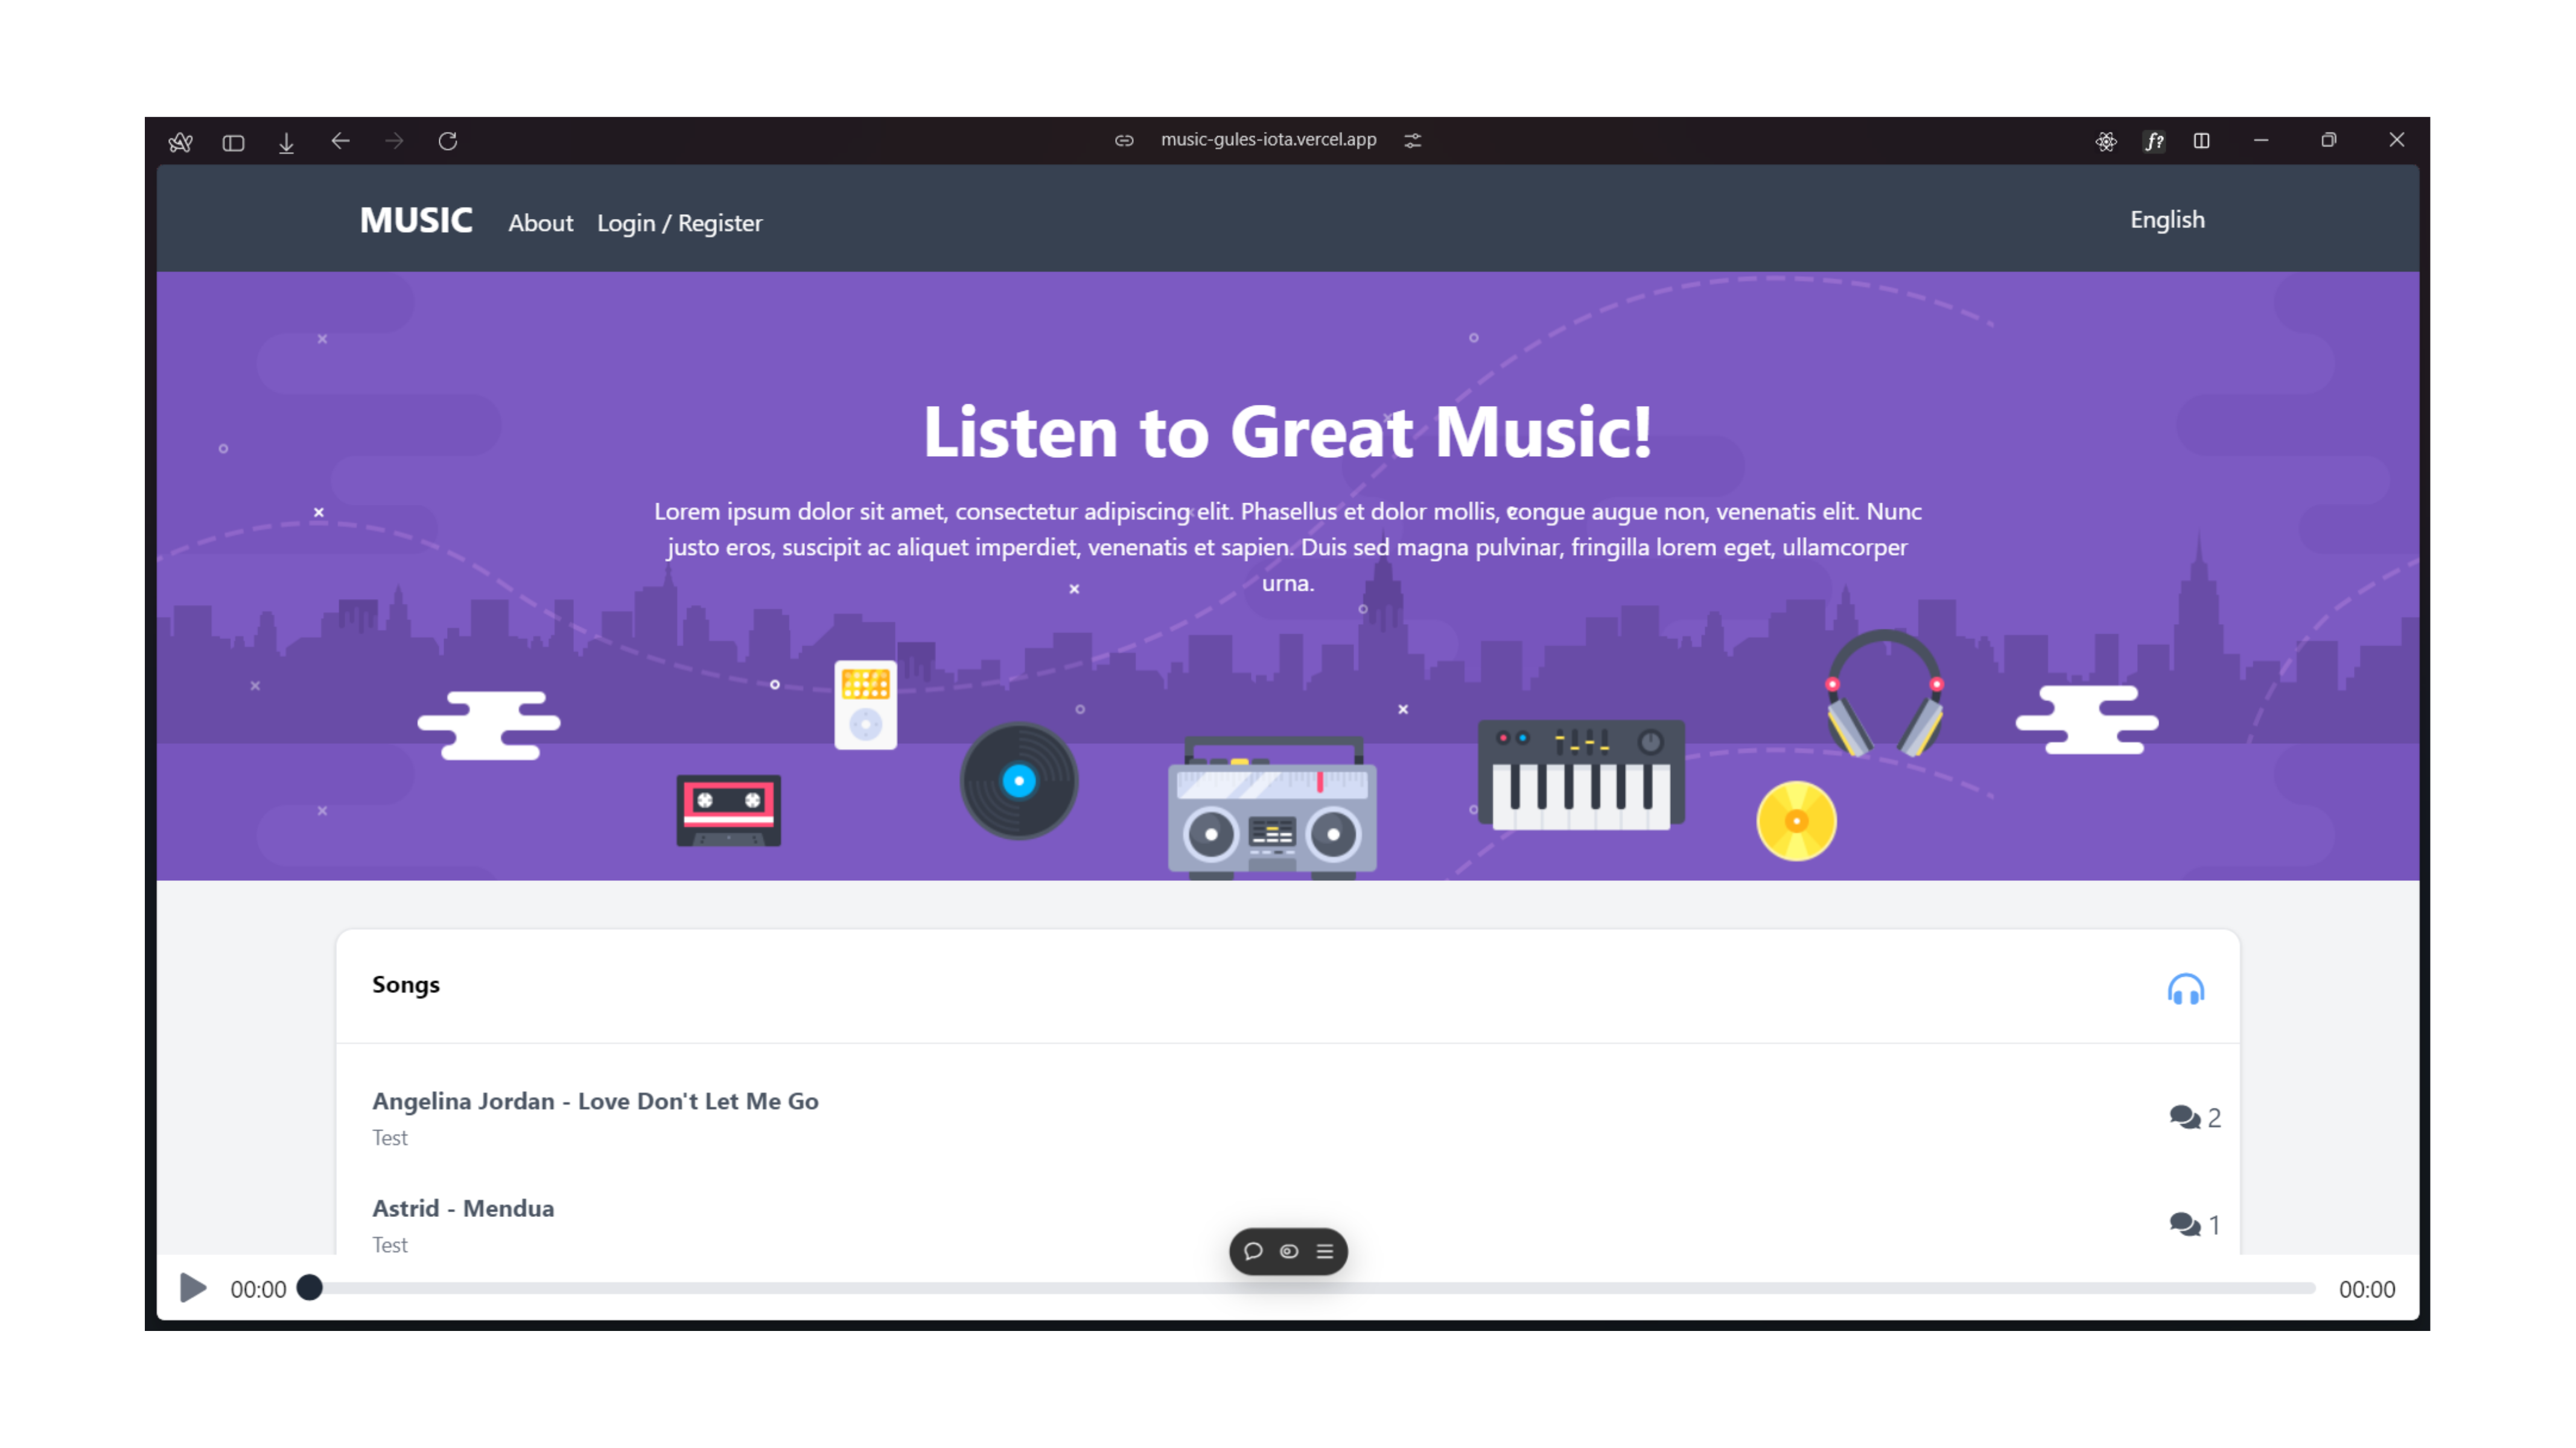 music-gules-iota.vercel.app
f?
MUSIC About Login / Register English
Listen to Great Music!
Lorem ipsum dolor sit amet, consectetur adipiscing elit. Phasellus et dolor mollis, congue augue non, venenatis elit. Nunc
justo eros, suscipit ac aliquet imperdiet, venenatis et sapien. Duis sed magna pulvinar, fringilla lorem eget, ullamcorper
urna.
Songs
Angelina Jordan - Love Don't Let Me Go
Test
2
Astrid - Mendua
Test
1
00:00 00:00